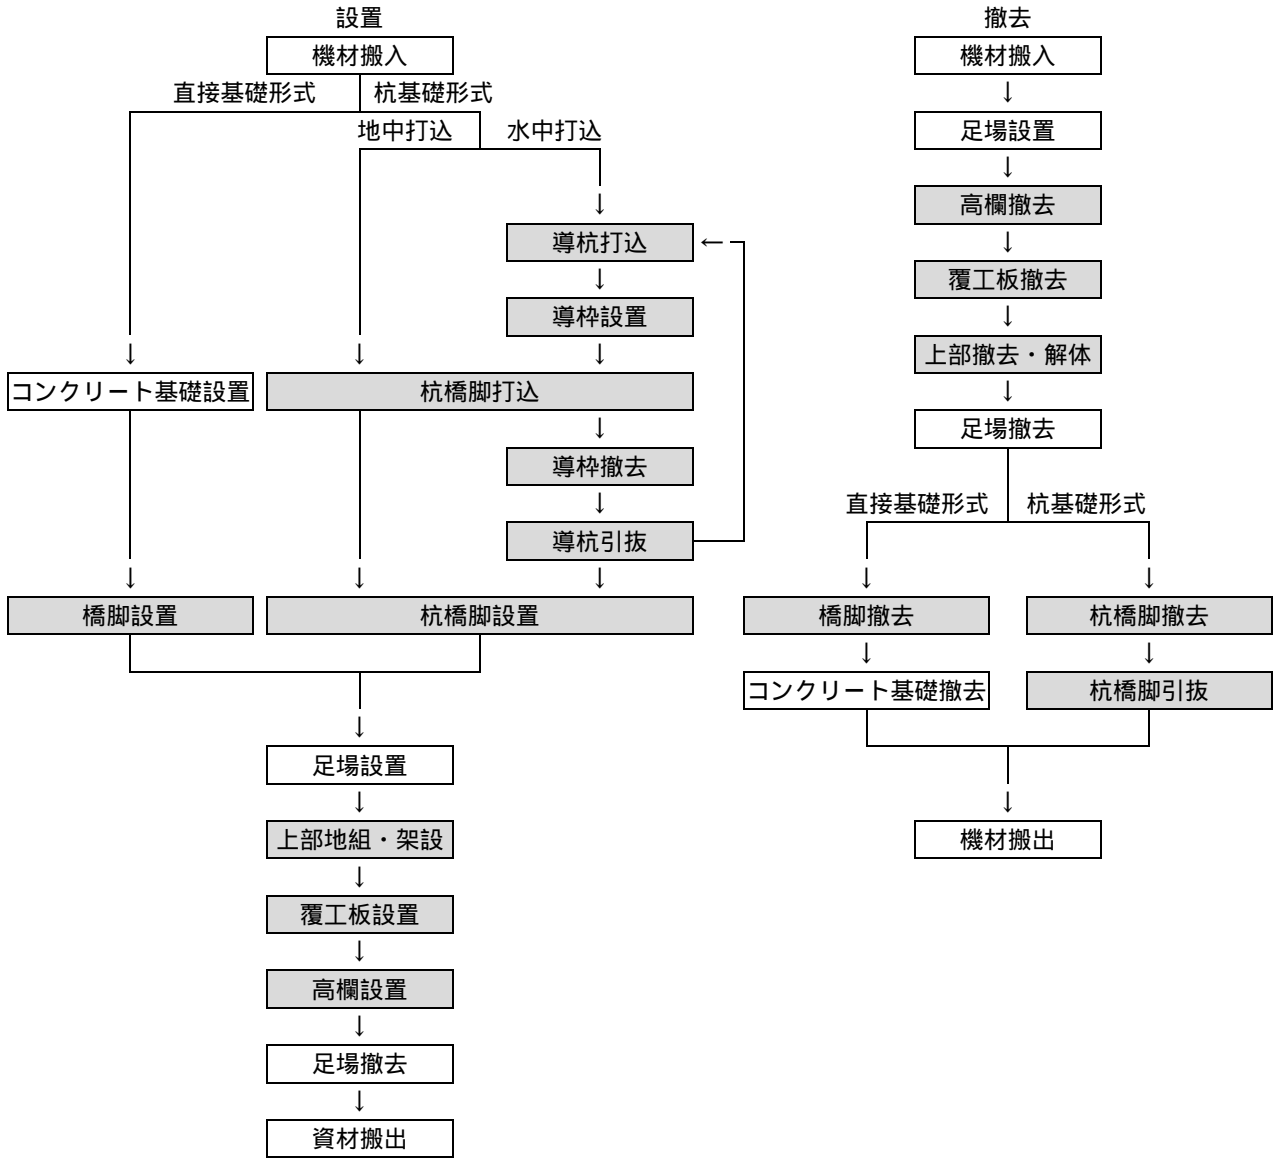 設置
機材搬入
直接基礎形式
杭基礎形式
地中打込
水中打込
↓
導杭打込
←
↓
導枠設置
↓
↓
↓
コンクリート基礎設置
杭橋脚打込
↓
導枠撤去
↓
導杭引抜
↓
↓
↓
橋脚設置
杭橋脚設置
↓
足場設置
↓
上部地組・架設
↓
覆工板設置
↓
高欄設置
↓
足場撤去
↓
資材搬出
撤去
機材搬入
↓
足場設置
↓
高欄撤去
↓
覆工板撤去
↓
上部撤去・解体
↓
足場撤去
直接基礎形式
杭基礎形式
↓
↓
橋脚撤去
杭橋脚撤去
↓
↓
コンクリート基礎撤去
杭橋脚引抜
↓
機材搬出